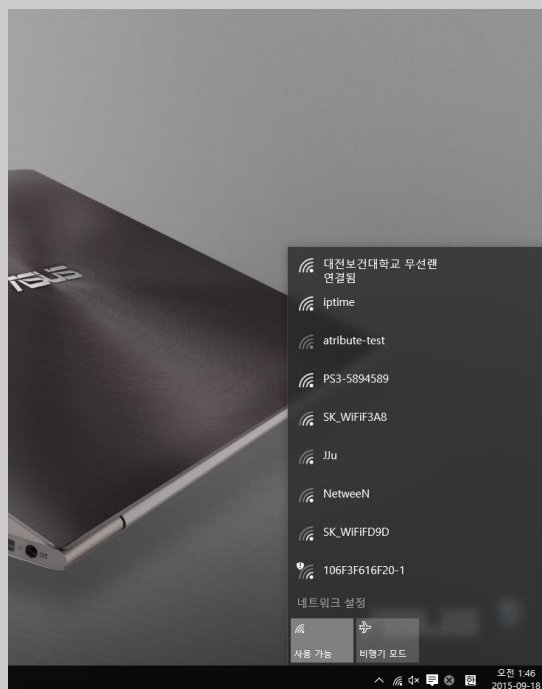 ASUS
대전보건대학교 무선랜
연결됨
iptime
atribute-test
PS3-5894589
SK_WiFiF3A8
JJu
NetweeN
SK_WiFiFD9D
106F3F616F20-1
네트워크 설정
사용 가능
비행기 모드
한
오전 1:46
2015-09-18